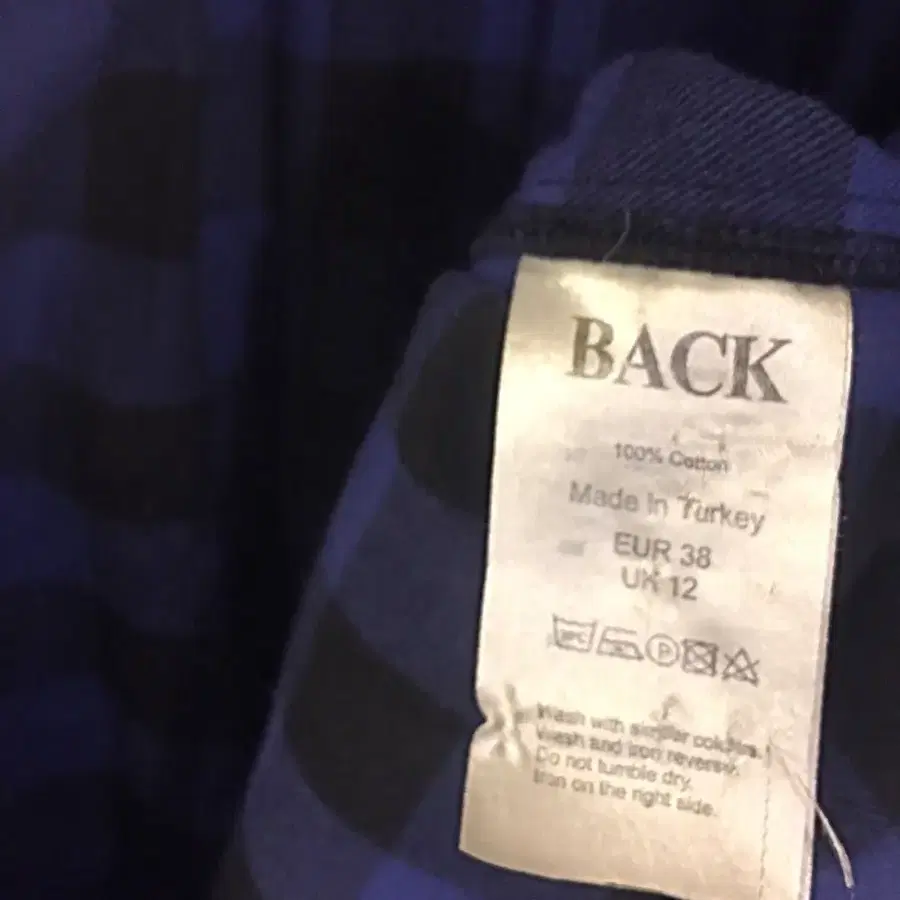 BACK
100% Cotton
Made in Turkey
EUR 38
UK 12
30°C P
Wash with similar colours.
Wash and iron reverse.
Do not tumble dry.
Iron on the right side.